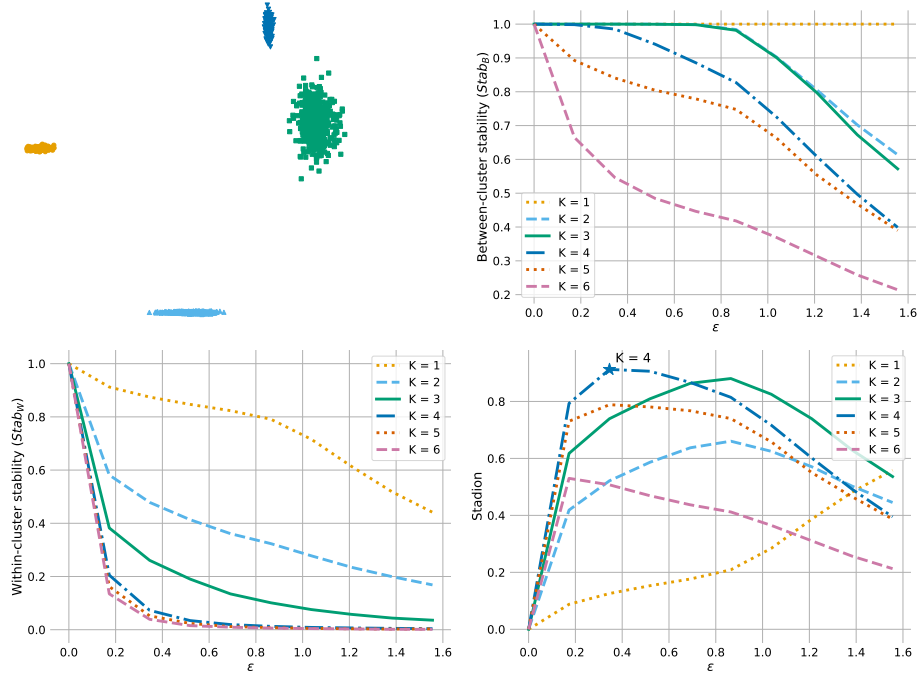 1.0
0.9
0.8
0.7
0.6
0.5
0.4
0.3
0.2
Between-cluster stability (Stab_B)
K = 1
K = 2
K = 3
K = 4
K = 5
K = 6
0.0 0.2 0.4 0.6 0.8 1.0 1.2 1.4 1.6
ε
1.0
0.8
0.6
0.4
0.2
0.0
Within-cluster stability (Stab_W)
K = 1
K = 2
K = 3
K = 4
K = 5
K = 6
0.0 0.2 0.4 0.6 0.8 1.0 1.2 1.4 1.6
ε
K = 4
0.8
0.6
0.4
0.2
0.0
Stadion
K = 1
K = 2
K = 3
K = 4
K = 5
K = 6
0.0 0.2 0.4 0.6 0.8 1.0 1.2 1.4 1.6
ε